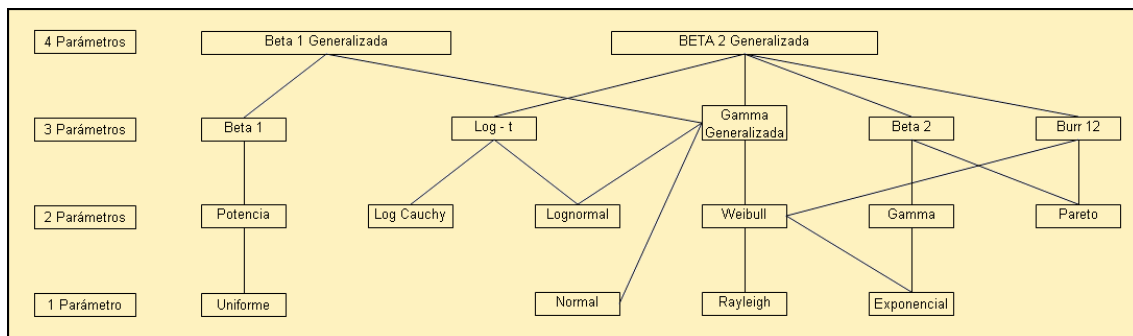 4 Parámetros
Beta 1 Generalizada
BETA 2 Generalizada
3 Parámetros
Beta 1
Log - t
Gamma
Generalizada
Beta 2
Burr 12
2 Parámetros
Potencia
Log Cauchy
Lognormal
Weibull
Gamma
Pareto
1 Parámetro
Uniforme
Normal
Rayleigh
Exponencial